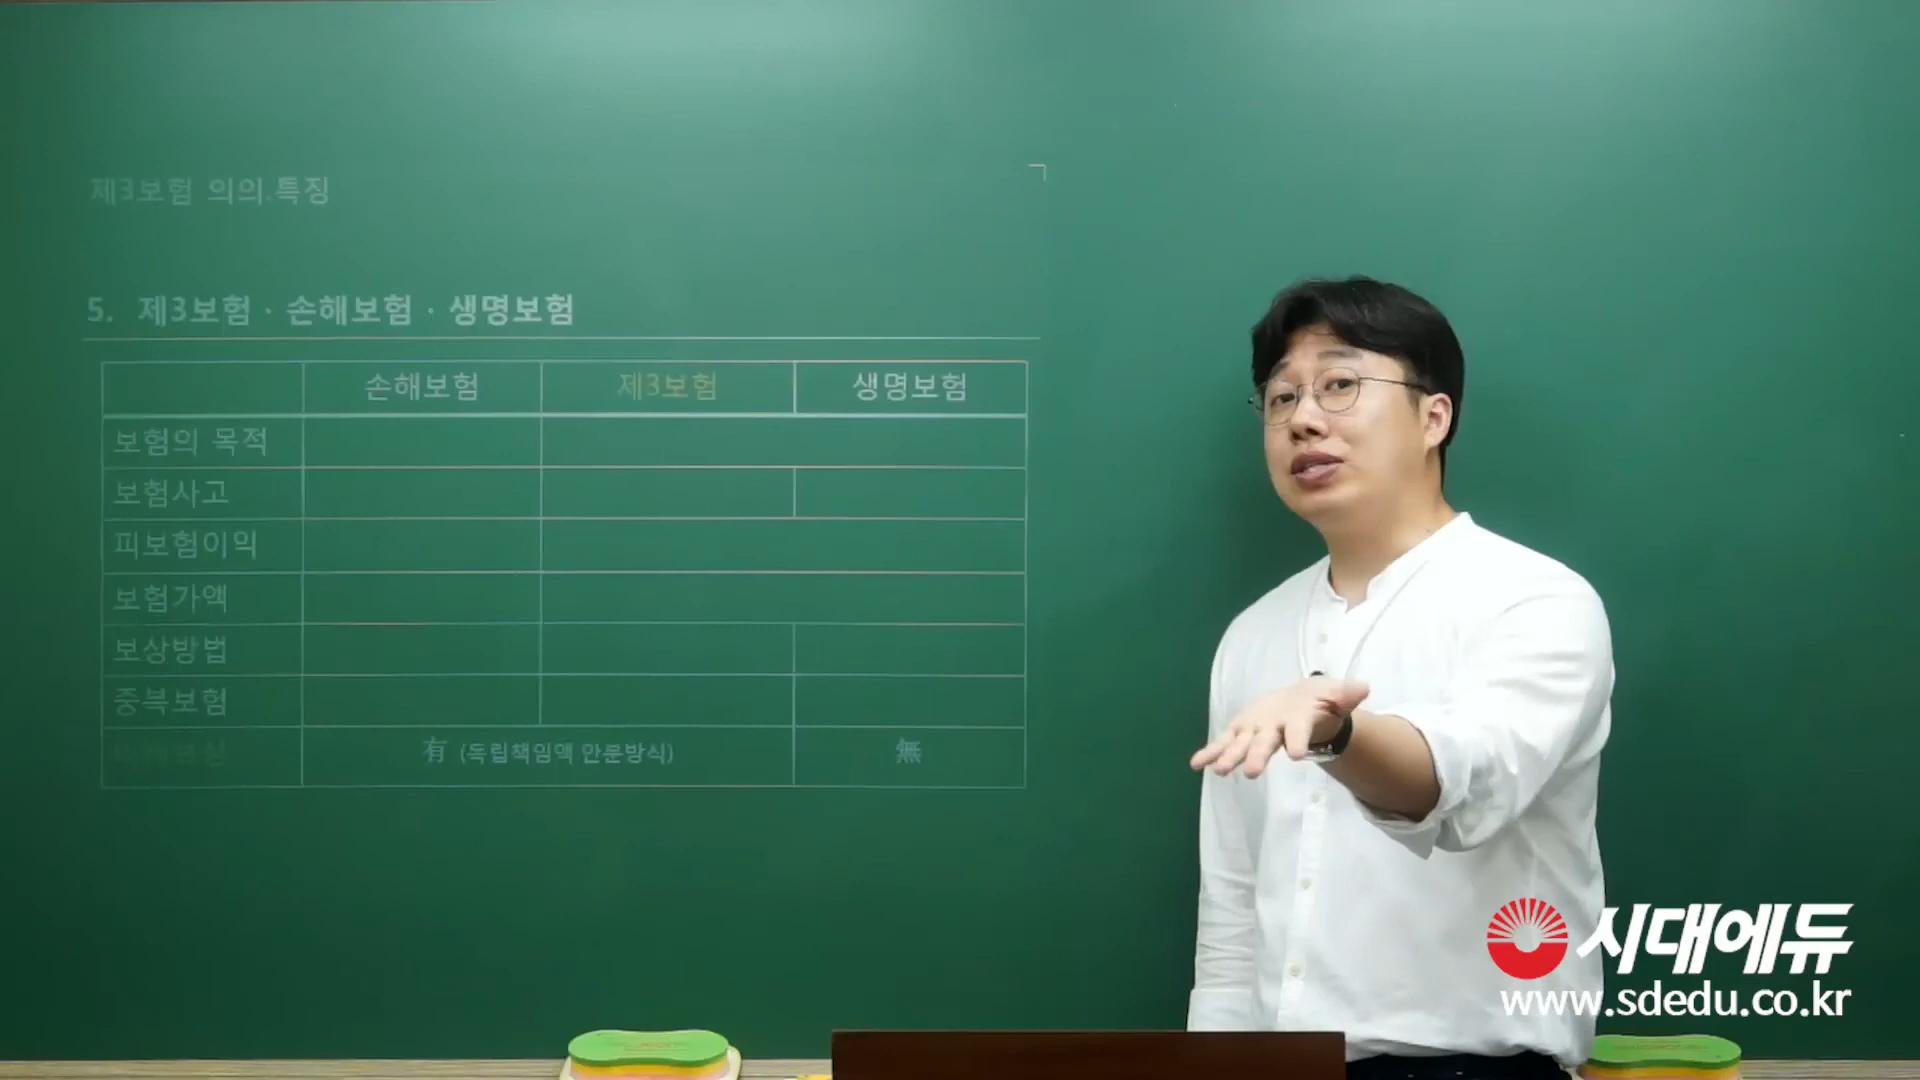 제3보험 의의.특징
5. 제3보험 · 손해보험 · 생명보험
손해보험 제3보험 생명보험
보험의 목적
보험사고
피보험이익
보험가액
보상방법
중복보험
有 (독립책임액 안분방식) 無
시대에듀
www.sdedu.co.kr